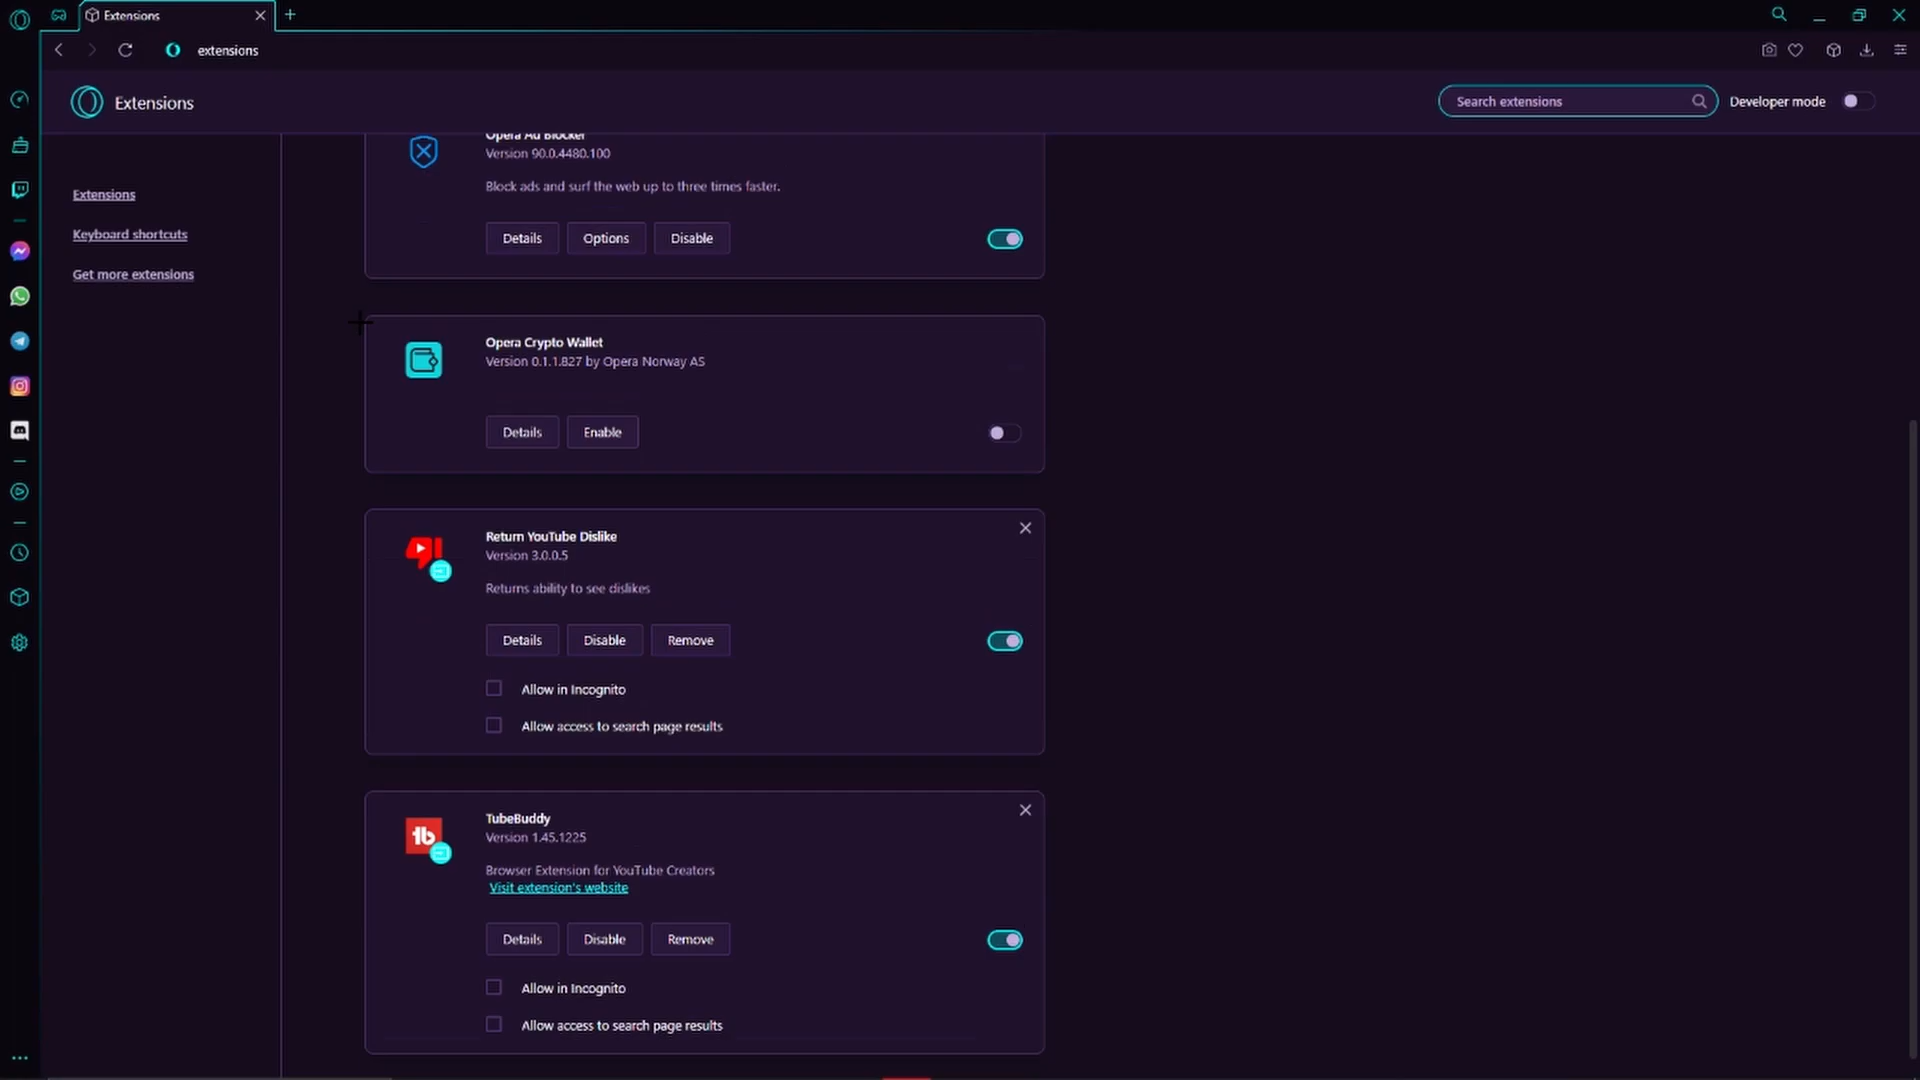 Extensions
extensions
Extensions
Search extensions
Developer mode
Extensions
Keyboard shortcuts
Get more extensions
Opera Ad Blocker
Version 90.0.4480.100
Block ads and surf the web up to three times faster.
Details
Options
Disable
Opera Crypto Wallet
Version 0.1.1.827 by Opera Norway AS
Details
Enable
Return YouTube Dislike
Version 3.0.0.5
Returns ability to see dislikes
Details
Disable
Remove
Allow in Incognito
Allow access to search page results
tb
TubeBuddy
Version 1.45.1225
Browser Extension for YouTube Creators
Visit extension's website
Details
Disable
Remove
Allow in Incognito
Allow access to search page results